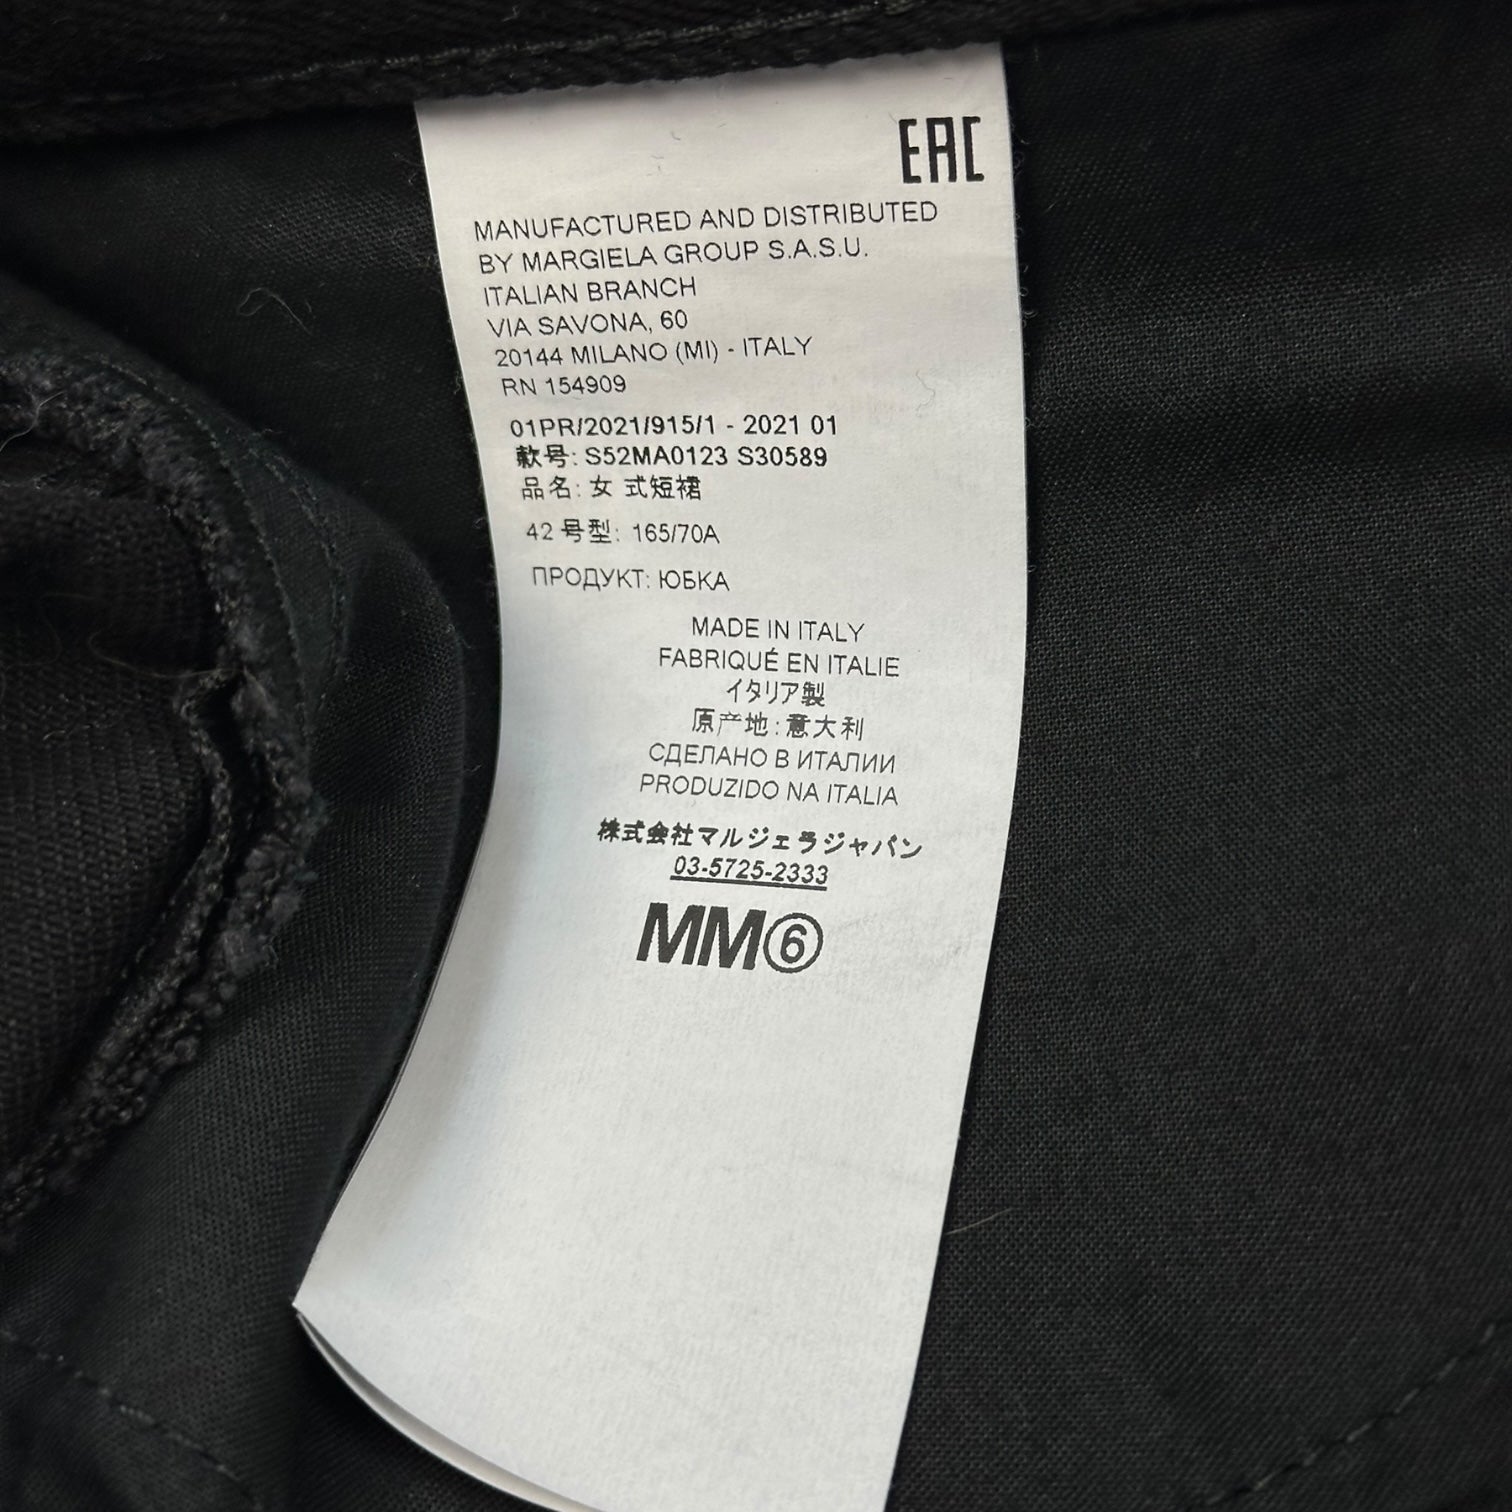 EAC
MANUFACTURED AND DISTRIBUTED
BY MARGIELA GROUP S.A.S.U.
ITALIAN BRANCH
VIA SAVONA, 60
20144 MILANO (MI) - ITALY
RN 154909
01PR/2021/915/1 - 2021 01
款号: S52MA0123 S30589
品名: 女 式短裙
42 号型: 165/70A
ПРОДУКТ: ЮБКА
MADE IN ITALY
FABRIQUÉ EN ITALIE
イタリア製
原产地: 意大利
СДЕЛАНО В ИТАЛИИ
PRODUZIDO NA ITALIA
株式会社マルジェラジャパン
03-5725-2333
MM⑥